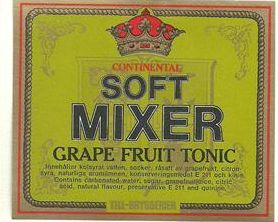 CONTINENTAL
SOFT
MIXER
GRAPE FRUIT TONIC
Innehåller kolsyrat vatten, socker, råsaft av grapefrukt, citron-
syra, naturliga aromämnen, konserveringsmedel E 211 och kinin.
Contains carbonated water, sugar, grapefruitjuice, citric
acid, natural flavour, preservative E 211 and quinine.